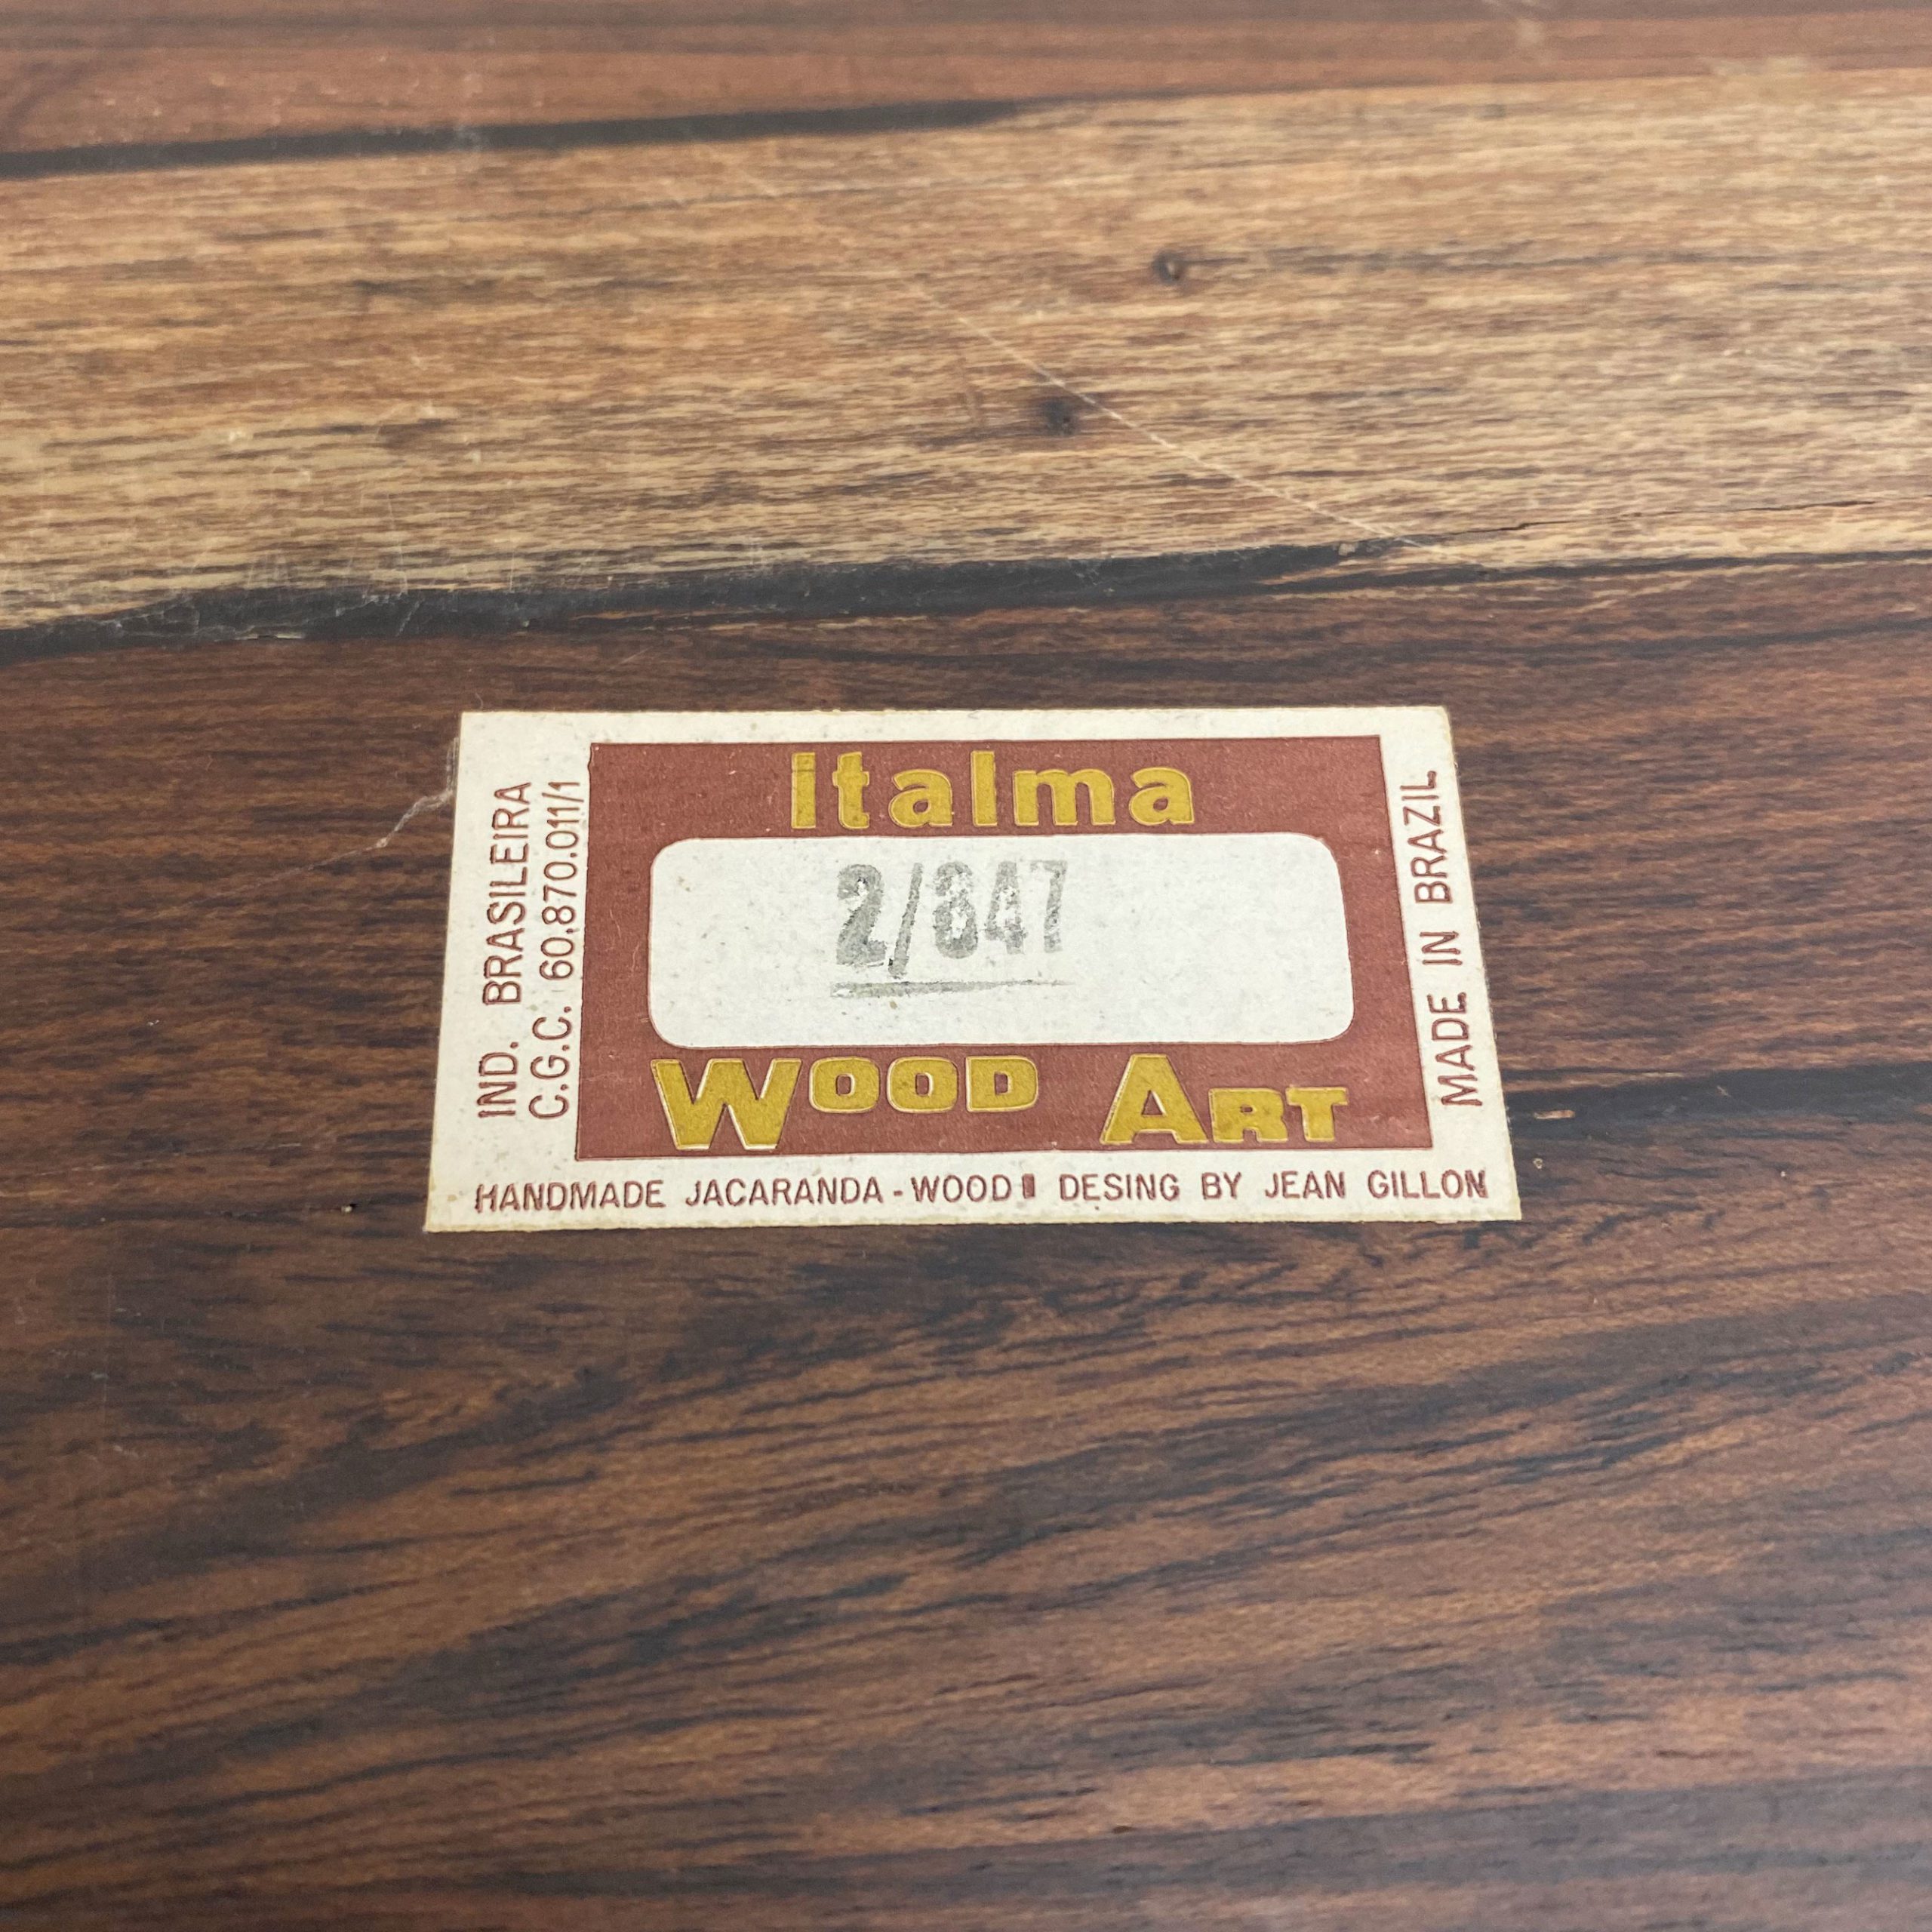 Italma
2/847
WOOD ART
IND. BRASILEIRA
C.G.C. 60.870.011/1
MADE IN BRAZIL
HANDMADE JACARANDA - WOOD DESING BY JEAN GILLON